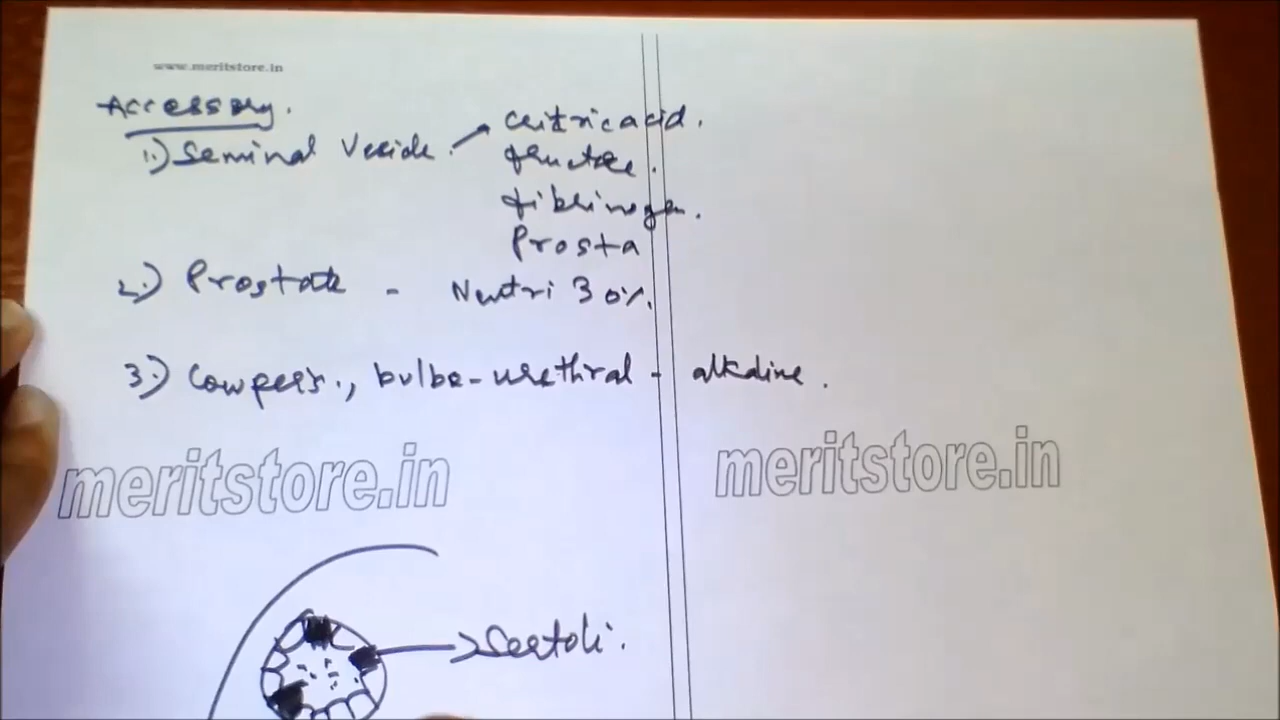 www.meritstore.in
Accessory.
1.) Seminal Vesicle. citric acid.
fructose.
fibrinogen.
Prosta
2.) Prostate - Neutri 30%.
3.) Cowper's., bulbo-urethral - alkaline.
meritstore.in meritstore.in
Sertoli.